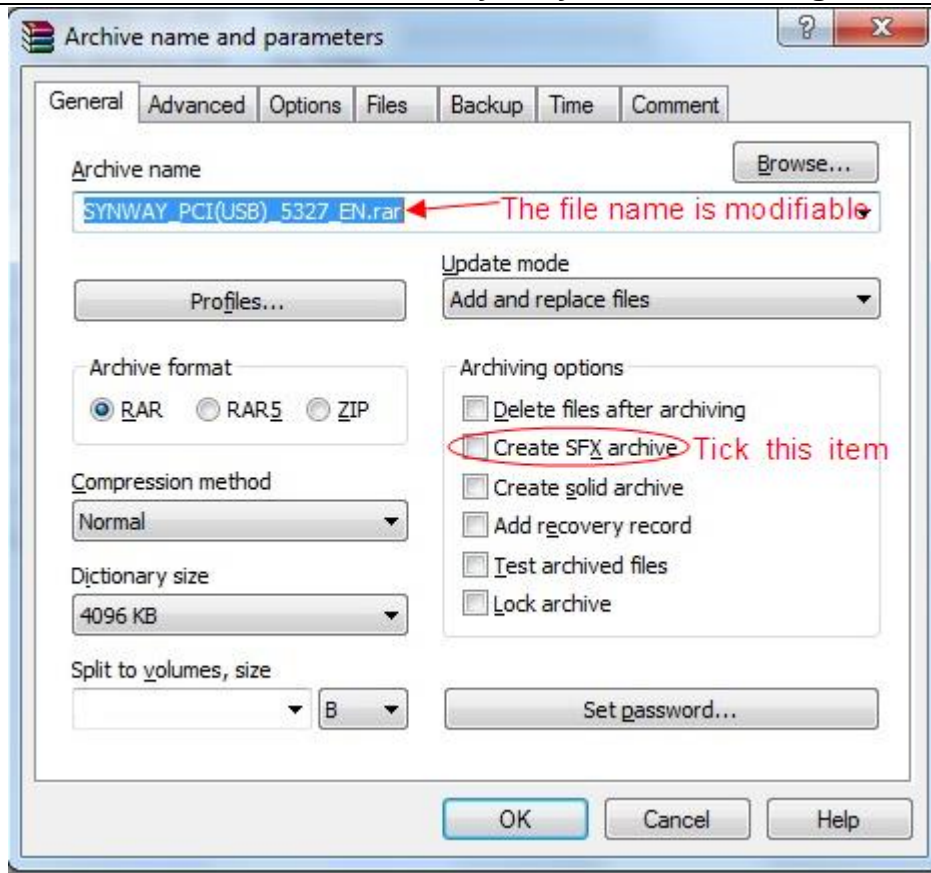 Archive name and parameters
General Advanced Options Files Backup Time Comment
Archive name
Browse...
SYNWAY_PCI(USB)_5327_EN.rar
The file name is modifiable
Update mode
Profiles...
Add and replace files
Archive format
RAR RAR5 ZIP
Archiving options
Delete files after archiving
Create SFX archive
Tick this item
Create solid archive
Add recovery record
Test archived files
Lock archive
Compression method
Normal
Dictionary size
4096 KB
Split to volumes, size
B
Set password...
OK Cancel Help